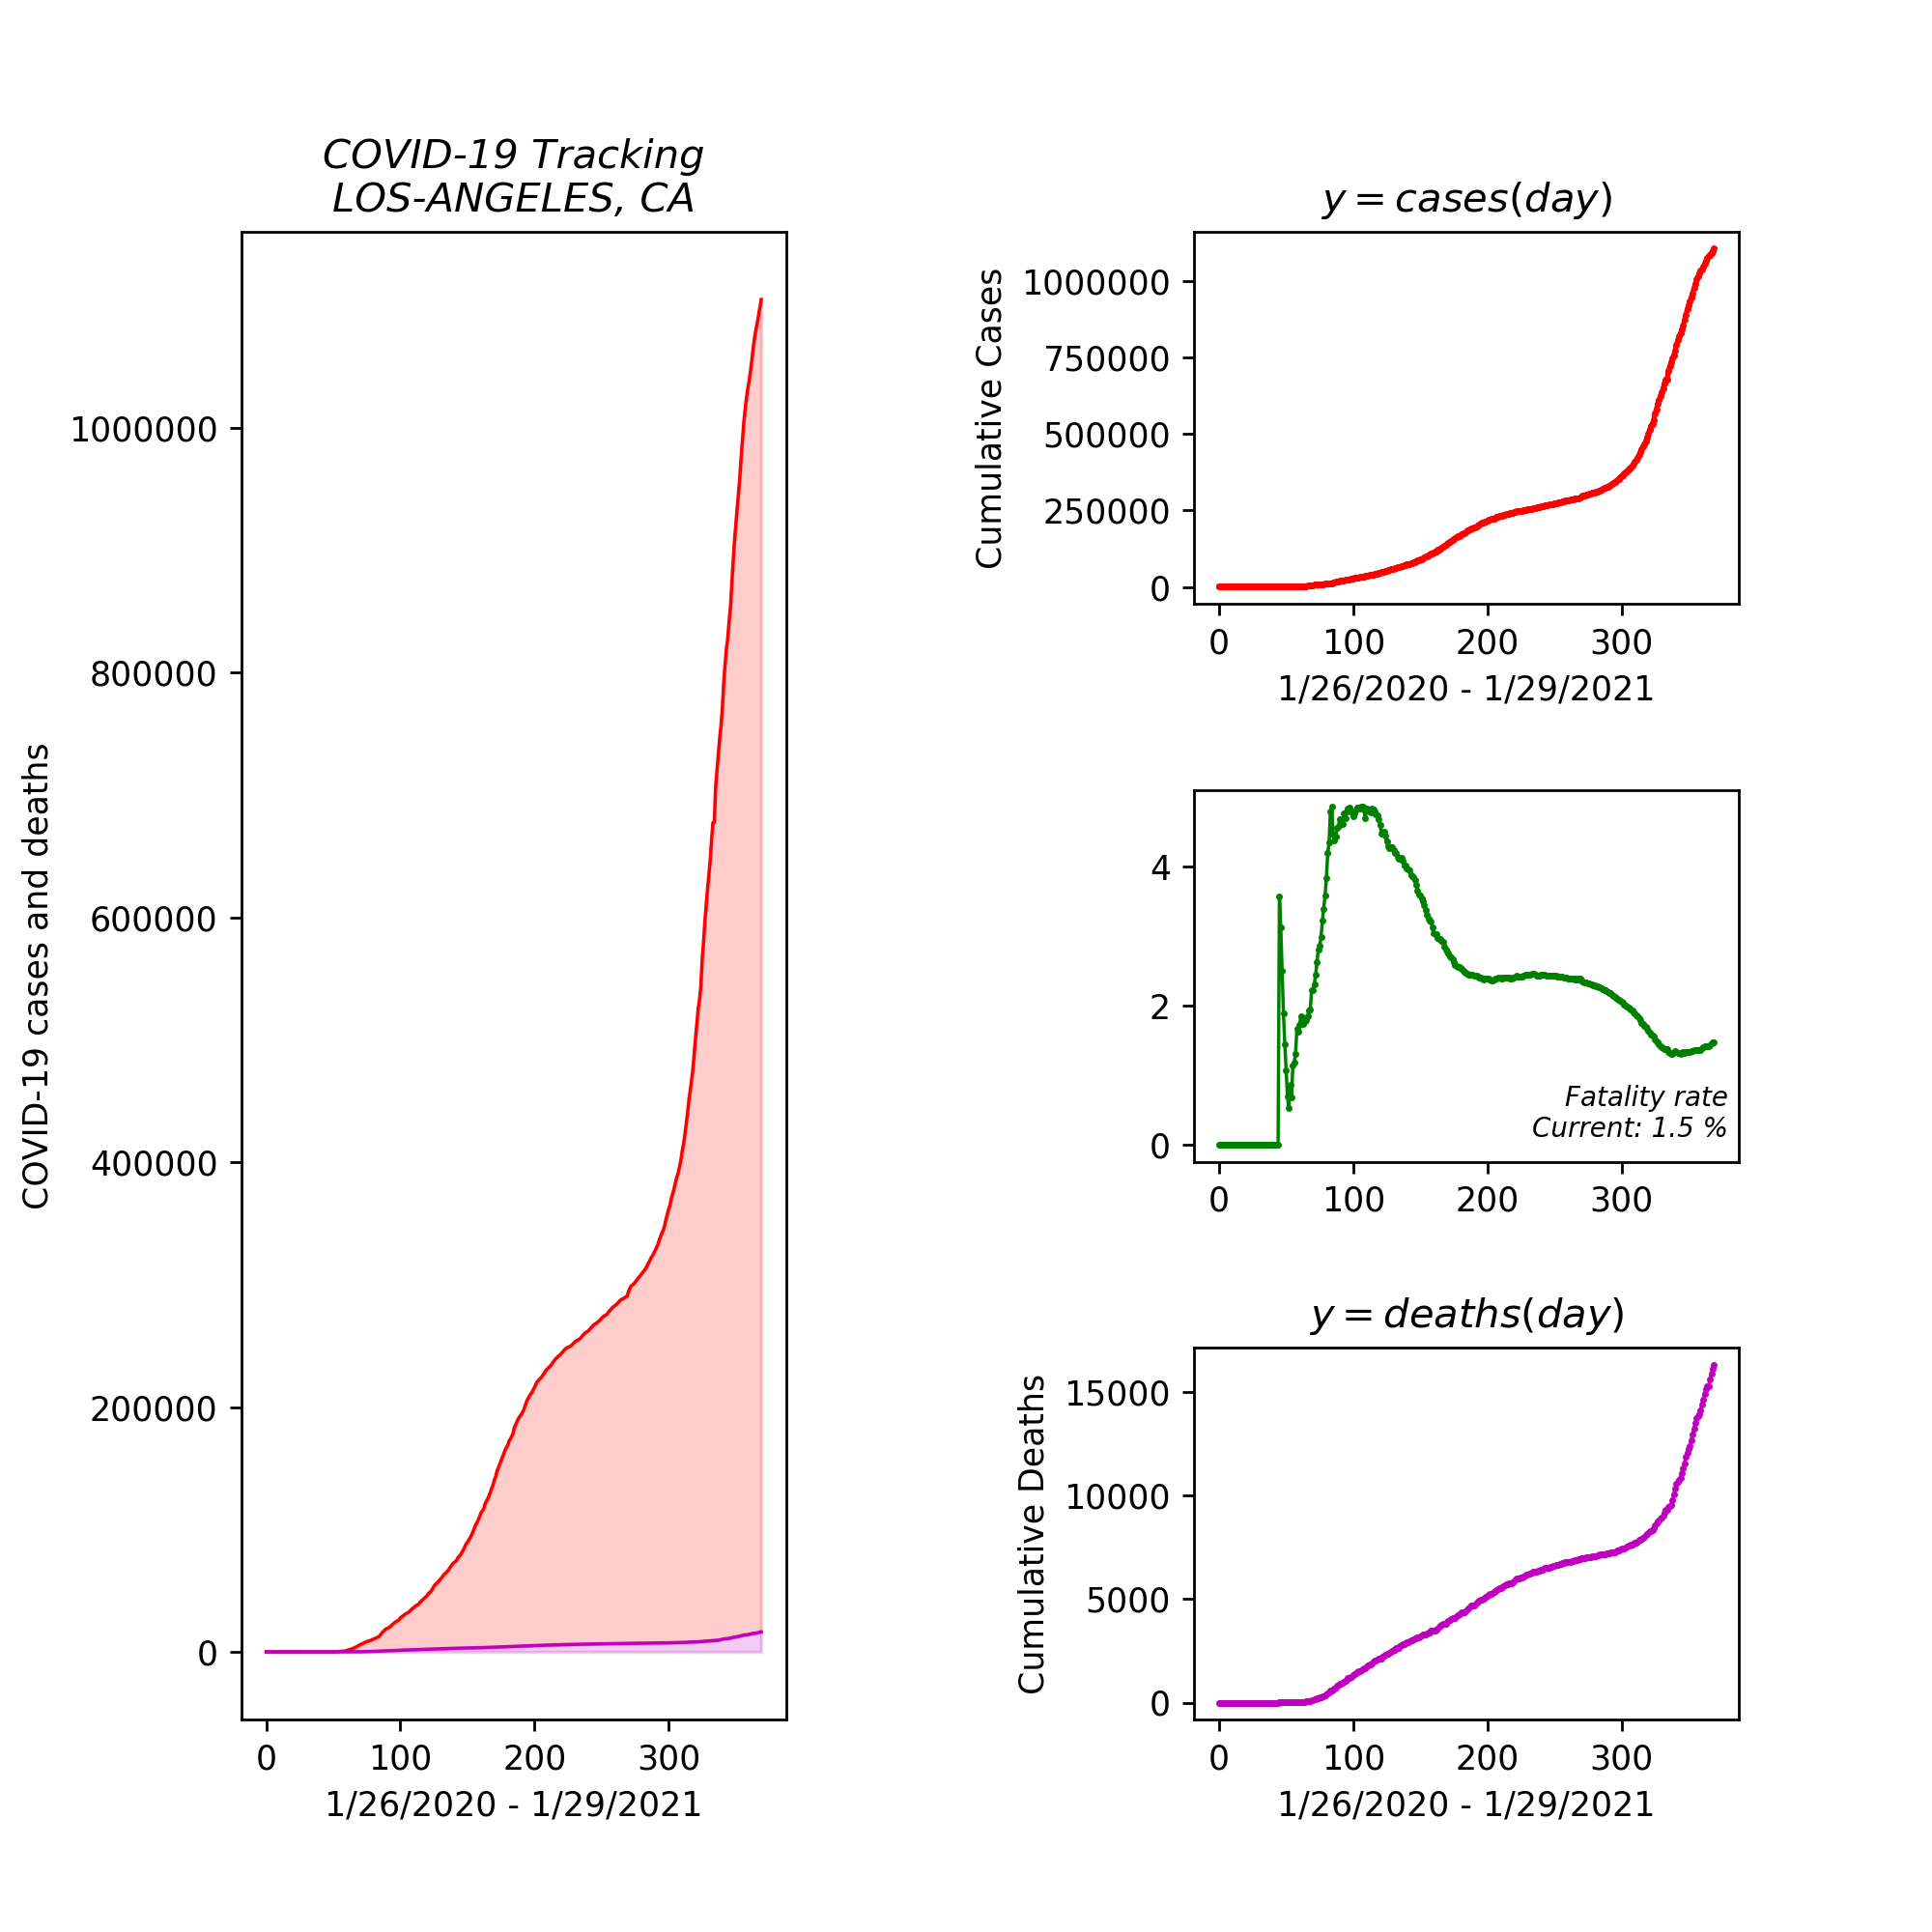 COVID-19 Tracking
LOS-ANGELES, CA
COVID-19 cases and deaths
1000000
800000
600000
400000
200000
0
0 100 200 300
1/26/2020 - 1/29/2021
y = cases(day)
Cumulative Cases
1000000
750000
500000
250000
0
0 100 200 300
1/26/2020 - 1/29/2021
4
2
0
Fatality rate
Current: 1.5 %
0 100 200 300
y = deaths(day)
Cumulative Deaths
15000
10000
5000
0
0 100 200 300
1/26/2020 - 1/29/2021